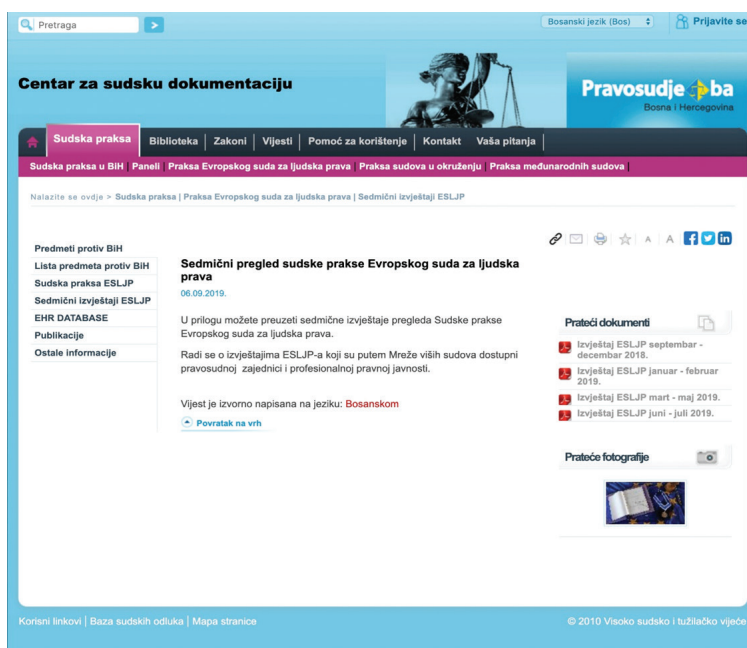 Pretraga
Bosanski jezik (Bos)
Prijavite se
Centar za sudsku dokumentaciju
Pravosudje ba
Bosna i Hercegovina
Sudska praksa
Biblioteka | Zakoni | Vijesti | Pomoć za korištenje | Kontakt | Vaša pitanja |
Sudska praksa u BiH | Paneli | Praksa Evropskog suda za ljudska prava | Praksa sudova u okruženju | Praksa međunarodnih sudova |
Nalazite se ovdje > Sudska praksa | Praksa Evropskog suda za ljudska prava | Sedmični izvještaji ESLJP
A A
Predmeti protiv BiH
Lista predmeta protiv BiH
Sudska praksa ESLJP
Sedmični izvještaji ESLJP
EHR DATABASE
Publikacije
Ostale informacije
Sedmični pregled sudske prakse Evropskog suda za ljudska
prava
06.09.2019.
U prilogu možete preuzeti sedmične izvještaje pregleda Sudske prakse
Evropskog suda za ljudska prava.
Radi se o izvještajima ESLJP-a koji su putem Mreže viših sudova dostupni
pravosudnoj zajednici i profesionalnoj pravnoj javnosti.
Vijest je izvorno napisana na jeziku: Bosanskom
Povratak na vrh
Prateći dokumenti
Izvještaj ESLJP septembar -
decembar 2018.
Izvještaj ESLJP januar - februar
2019.
Izvještaj ESLJP mart - maj 2019.
Izvještaj ESLJP juni - juli 2019.
Prateće fotografije
Korisni linkovi | Baza sudskih odluka | Mapa stranice
© 2010 Visoko sudsko i tužilačko vijeće